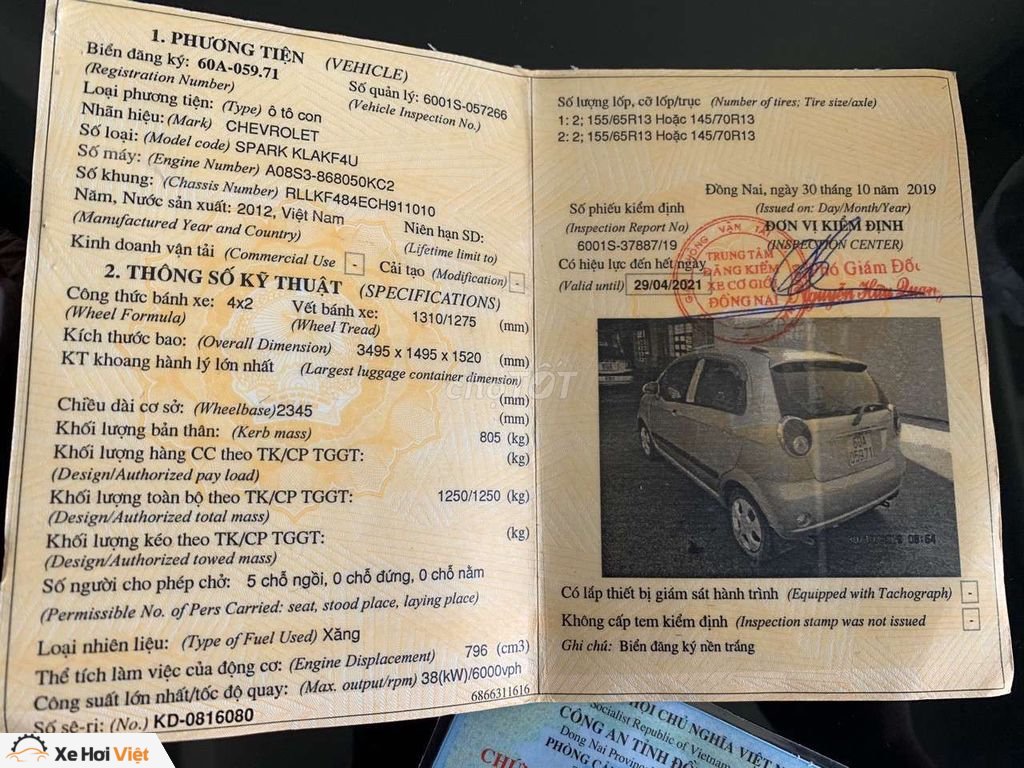 1. PHƯƠNG TIỆN (VEHICLE)
Biển đăng ký: 60A-059.71
(Registration Number)
Số quản lý: 6001S-057266
(Vehicle Inspection No.)
Loại phương tiện: (Type) ô tô con
Nhãn hiệu: (Mark) CHEVROLET
Số loại: (Model code) SPARK KLAKF4U
Số máy: (Engine Number) A08S3-868050KC2
Số khung: (Chassis Number) RLLKF484ECH911010
Năm, Nước sản xuất: 2012, Việt Nam
(Manufactured Year and Country)
Niên hạn SD:
(Lifetime limit to)
Kinh doanh vận tải (Commercial Use - Cải tạo (Modification) -
2. THÔNG SỐ KỸ THUẬT (SPECIFICATIONS)
Công thức bánh xe: 4x2
(Wheel Formula)
Vết bánh xe: 1310/1275 (mm)
(Wheel Tread)
Kích thước bao: (Overall Dimension) 3495 x 1495 x 1520 (mm)
KT khoang hành lý lớn nhất (Largest luggage container dimension)
(mm)
Chiều dài cơ sở: (Wheelbase)2345 (mm)
Khối lượng bản thân: (Kerb mass) 805 (kg)
Khối lượng hàng CC theo TK/CP TGGT: (kg)
(Design/Authorized pay load)
Khối lượng toàn bộ theo TK/CP TGGT: 1250/1250 (kg)
(Design/Authorized total mass)
Khối lượng kéo theo TK/CP TGGT: (kg)
(Design/Authorized towed mass)
Số người cho phép chở: 5 chỗ ngồi, 0 chỗ đứng, 0 chỗ nằm
(Permissible No. of Pers Carried: seat, stood place, laying place)
Loại nhiên liệu: (Type of Fuel Used) Xăng
Thể tích làm việc của động cơ: (Engine Displacement) 796 (cm3)
Công suất lớn nhất/tốc độ quay: (Max. output/rpm) 38(kW)/6000vph
6866311616
Số sê-ri: (No.) KD-0816080
Số lượng lốp, cỡ lốp/trục (Number of tires; Tire size/axle)
1: 2; 155/65R13 Hoặc 145/70R13
2: 2; 155/65R13 Hoặc 145/70R13
Đồng Nai, ngày 30 tháng 10 năm 2019
(Issued on: Day/Month/Year)
Số phiếu kiểm định
(Inspection Report No)
6001S-37887/19
ĐƠN VỊ KIỂM ĐỊNH
(INSPECTION CENTER)
Có hiệu lực đến hết ngày
(Valid until) 29/04/2021
TRUNG TÂM
ĐĂNG KIỂM
XE CƠ GIỚI
ĐỒNG NAI
Giám Đốc
60A
05971
Chợ TỐT
Có lắp thiết bị giám sát hành trình (Equipped with Tachograph) -
Không cấp tem kiểm định (Inspection stamp was not issued -
Ghi chú: Biển đăng ký nền trắng
HỘI CHỦ NGHĨA VIỆT
Socialist Republic of Vietnam
CÔNG AN TỈNH
Dong Nai
PHÒNG
Xe Hơi Việt